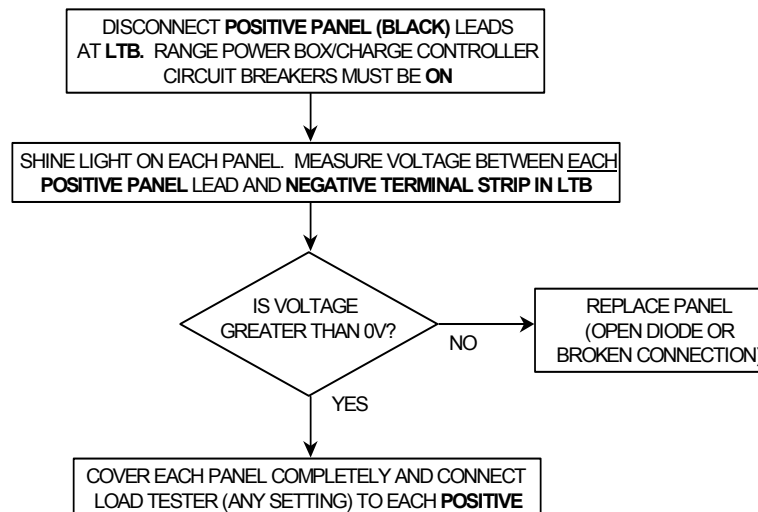 DISCONNECT POSITIVE PANEL (BLACK) LEADS
AT LTB. RANGE POWER BOX/CHARGE CONTROLLER
CIRCUIT BREAKERS MUST BE ON
SHINE LIGHT ON EACH PANEL. MEASURE VOLTAGE BETWEEN EACH
POSITIVE PANEL LEAD AND NEGATIVE TERMINAL STRIP IN LTB
IS VOLTAGE
GREATER THAN 0V?
NO
REPLACE PANEL
(OPEN DIODE OR
BROKEN CONNECTION)
YES
COVER EACH PANEL COMPLETELY AND CONNECT
LOAD TESTER (ANY SETTING) TO EACH POSITIVE